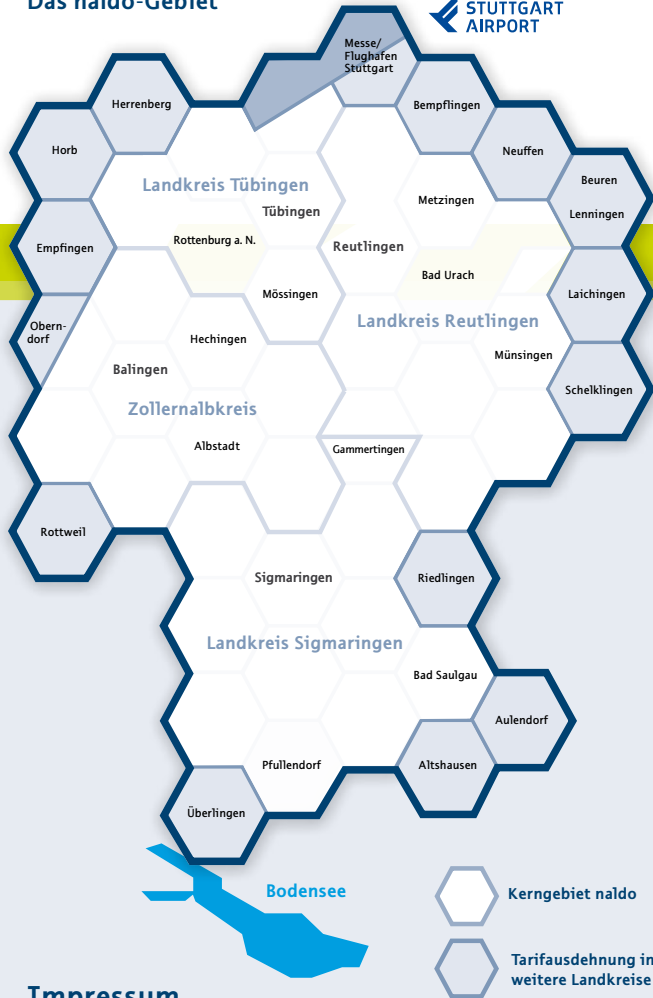 Das naldo-Gebiet
STUTTGART
AIRPORT
Messe/
Flughafen
Stuttgart
Herrenberg
Bempflingen
Horb
Neuffen
Beuren
Lenningen
Landkreis Tübingen
Tübingen
Metzingen
Empfingen
Rottenburg a. N.
Reutlingen
Bad Urach
Mössingen
Laichingen
Obern-
dorf
Landkreis Reutlingen
Hechingen
Münsingen
Balingen
Schelklingen
Zollernalbkreis
Albstadt
Gammertingen
Rottweil
Sigmaringen
Riedlingen
Landkreis Sigmaringen
Bad Saulgau
Aulendorf
Pfullendorf
Altshausen
Überlingen
Bodensee
Kerngebiet naldo
Tarifausdehnung in
weitere Landkreise
Impressum